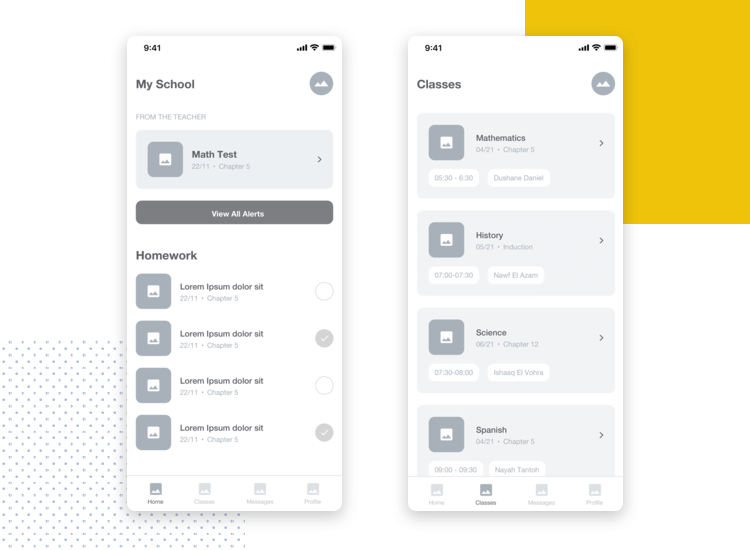 9:41
My School
FROM THE TEACHER
Math Test
22/11 • Chapter 5
View All Alerts
Homework
Lorem Ipsum dolor sit
22/11 • Chapter 5
Lorem Ipsum dolor sit
22/11 • Chapter 5
Lorem Ipsum dolor sit
22/11 • Chapter 5
Lorem Ipsum dolor sit
22/11 • Chapter 5
Home Classes Messages Profile
9:41
Classes
Mathematics
04/21 • Chapter 5
05:30 - 6:30 Dushane Daniel
History
05/21 • Induction
07:00-07:30 Nawf El Azam
Science
06/21 • Chapter 12
07:30-08:00 Ishaaq El Vohra
Spanish
04/21 • Chapter 5
09:00 - 09:30 Nayah Tantoh
Home Classes Messages Profile